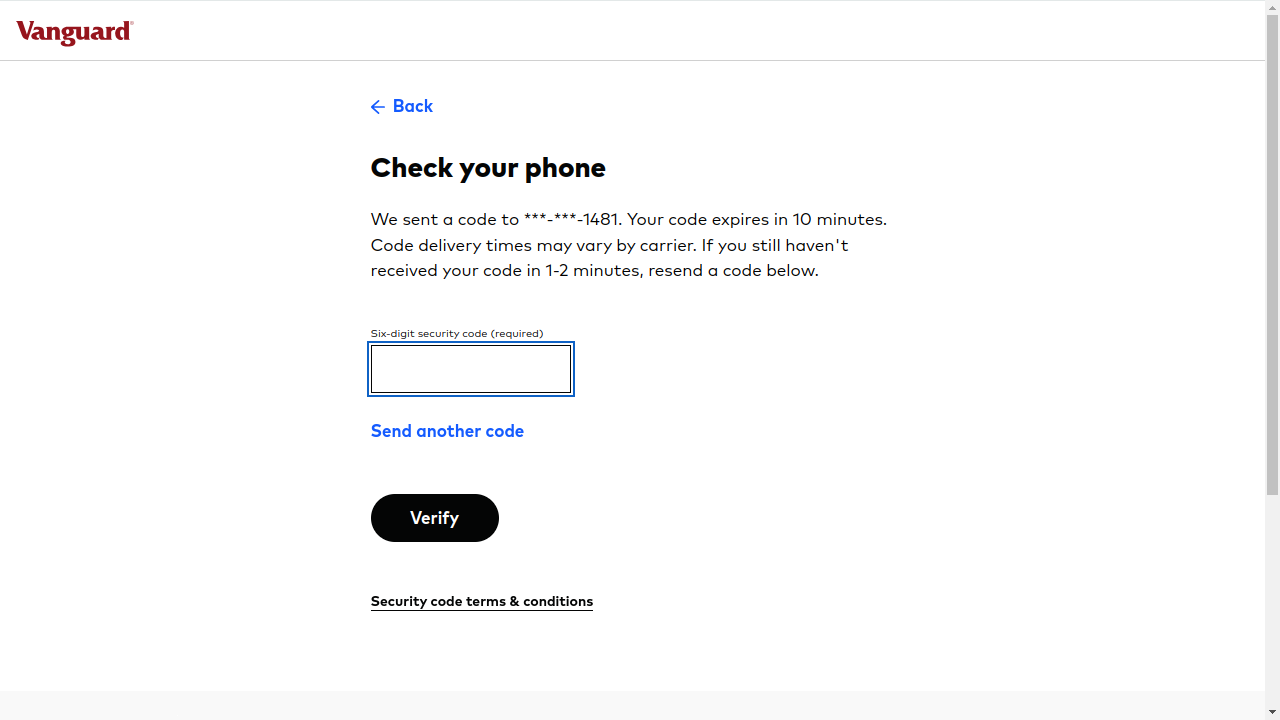 Vanguard®
← Back
Check your phone
We sent a code to ***-***-1481. Your code expires in 10 minutes.
Code delivery times may vary by carrier. If you still haven't
received your code in 1-2 minutes, resend a code below.
Six-digit security code (required)
Send another code
Verify
Security code terms & conditions